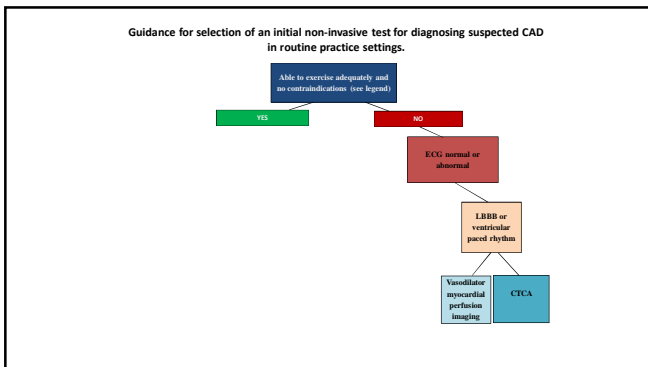 Guidance for selection of an initial non-invasive test for diagnosing suspected CAD
in routine practice settings.
Able to exercise adequately and
no contraindications (see legend)
YES
NO
ECG normal or
abnormal
LBBB or
ventricular
paced rhythm
Vasodilator
myocardial
perfusion
imaging
CTCA